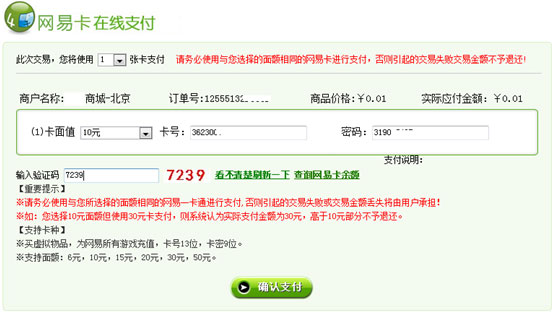 4 网易卡在线支付
此次交易,您将使用 1 张卡支付 请务必使用与您选择的面额相同的网易卡进行支付,否则引起的交易失败交易金额不予退还!
商户名称: 商城-北京 订单号:12555132 商品价格:¥0.01 实际应付金额:¥0.01
(1)卡面值 10元 卡号: 36230 密码: 3190
支付说明:
输入验证码 7239 7239 看不清楚刷新一下 查询网易卡余额
【重要提示】
※请务必使用与您所选择的面额相同的网易一卡通进行支付,否则引起的交易失败或交易金额丢失将由用户承担!
※如:您选择10元面额但使用30元卡支付,则系统认为实际支付金额为30元,高于10元部分不予退还。
【支持卡种】
※买虚拟物品,为网易所有游戏充值,卡号13位,卡密9位。
※支持面额:6元,10元,15元,20元,30元,50元。
确认支付